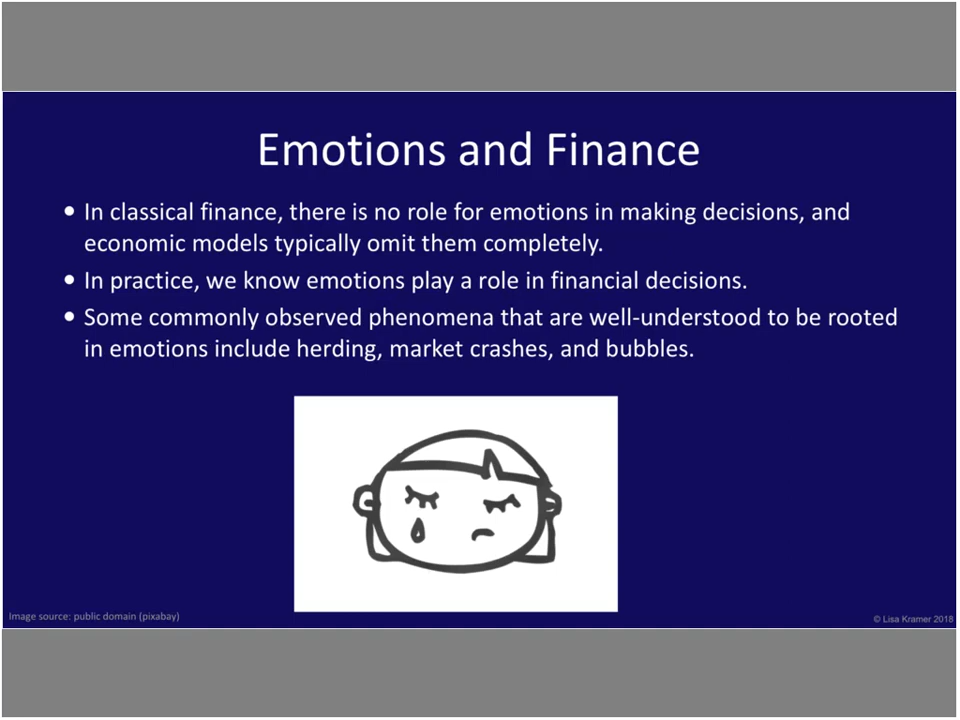 Emotions and Finance
• In classical finance, there is no role for emotions in making decisions, and
economic models typically omit them completely.
• In practice, we know emotions play a role in financial decisions.
• Some commonly observed phenomena that are well-understood to be rooted
in emotions include herding, market crashes, and bubbles.
Image source: public domain (pixabay)
© Lisa Kramer 2018